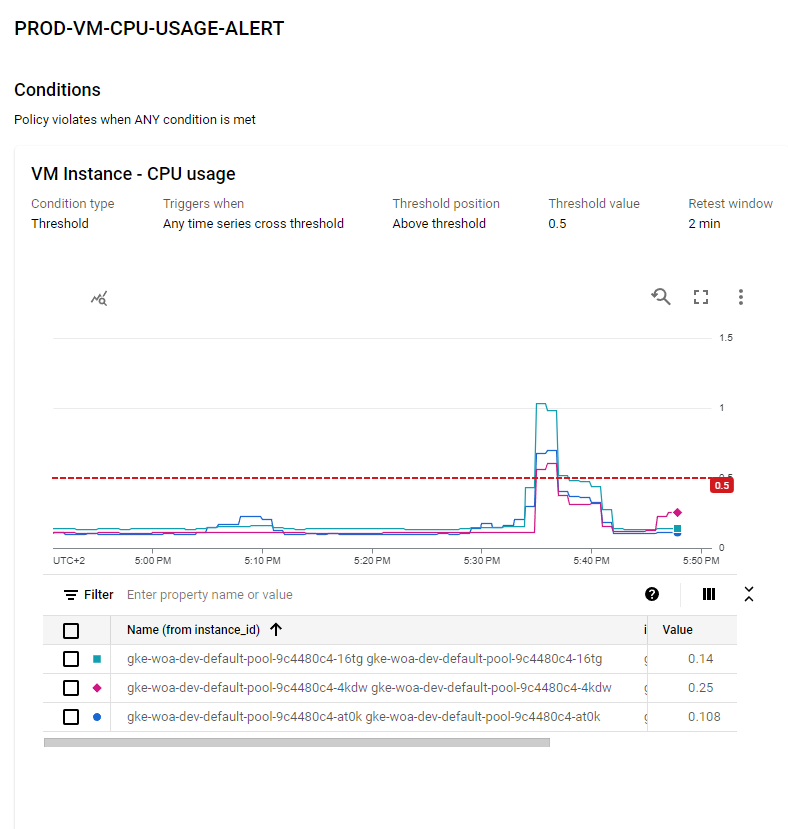 PROD-VM-CPU-USAGE-ALERT
Conditions
Policy violates when ANY condition is met
VM Instance - CPU usage
Condition type Triggers when Threshold position Threshold value Retest window
Threshold Any time series cross threshold Above threshold 0.5 2 min
1.5
1
0.5
0
UTC+2 5:00 PM 5:10 PM 5:20 PM 5:30 PM 5:40 PM 5:50 PM
Filter Enter property name or value
Name (from instance_id) Value
gke-woa-dev-default-pool-9c4480c4-16tg gke-woa-dev-default-pool-9c4480c4-16tg 0.14
gke-woa-dev-default-pool-9c4480c4-4kdw gke-woa-dev-default-pool-9c4480c4-4kdw 0.25
gke-woa-dev-default-pool-9c4480c4-at0k gke-woa-dev-default-pool-9c4480c4-at0k 0.108